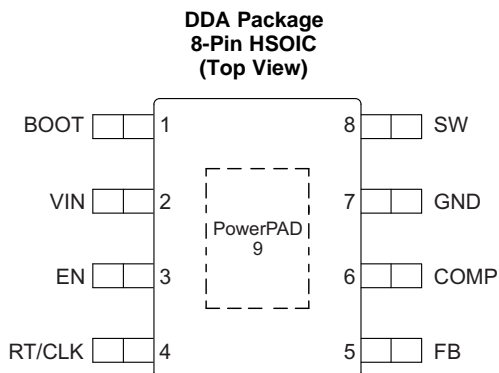 DDA Package
8-Pin HSOIC
(Top View)
BOOT 1 8 SW
VIN 2 7 GND
PowerPAD
9
EN 3 6 COMP
RT/CLK 4 5 FB